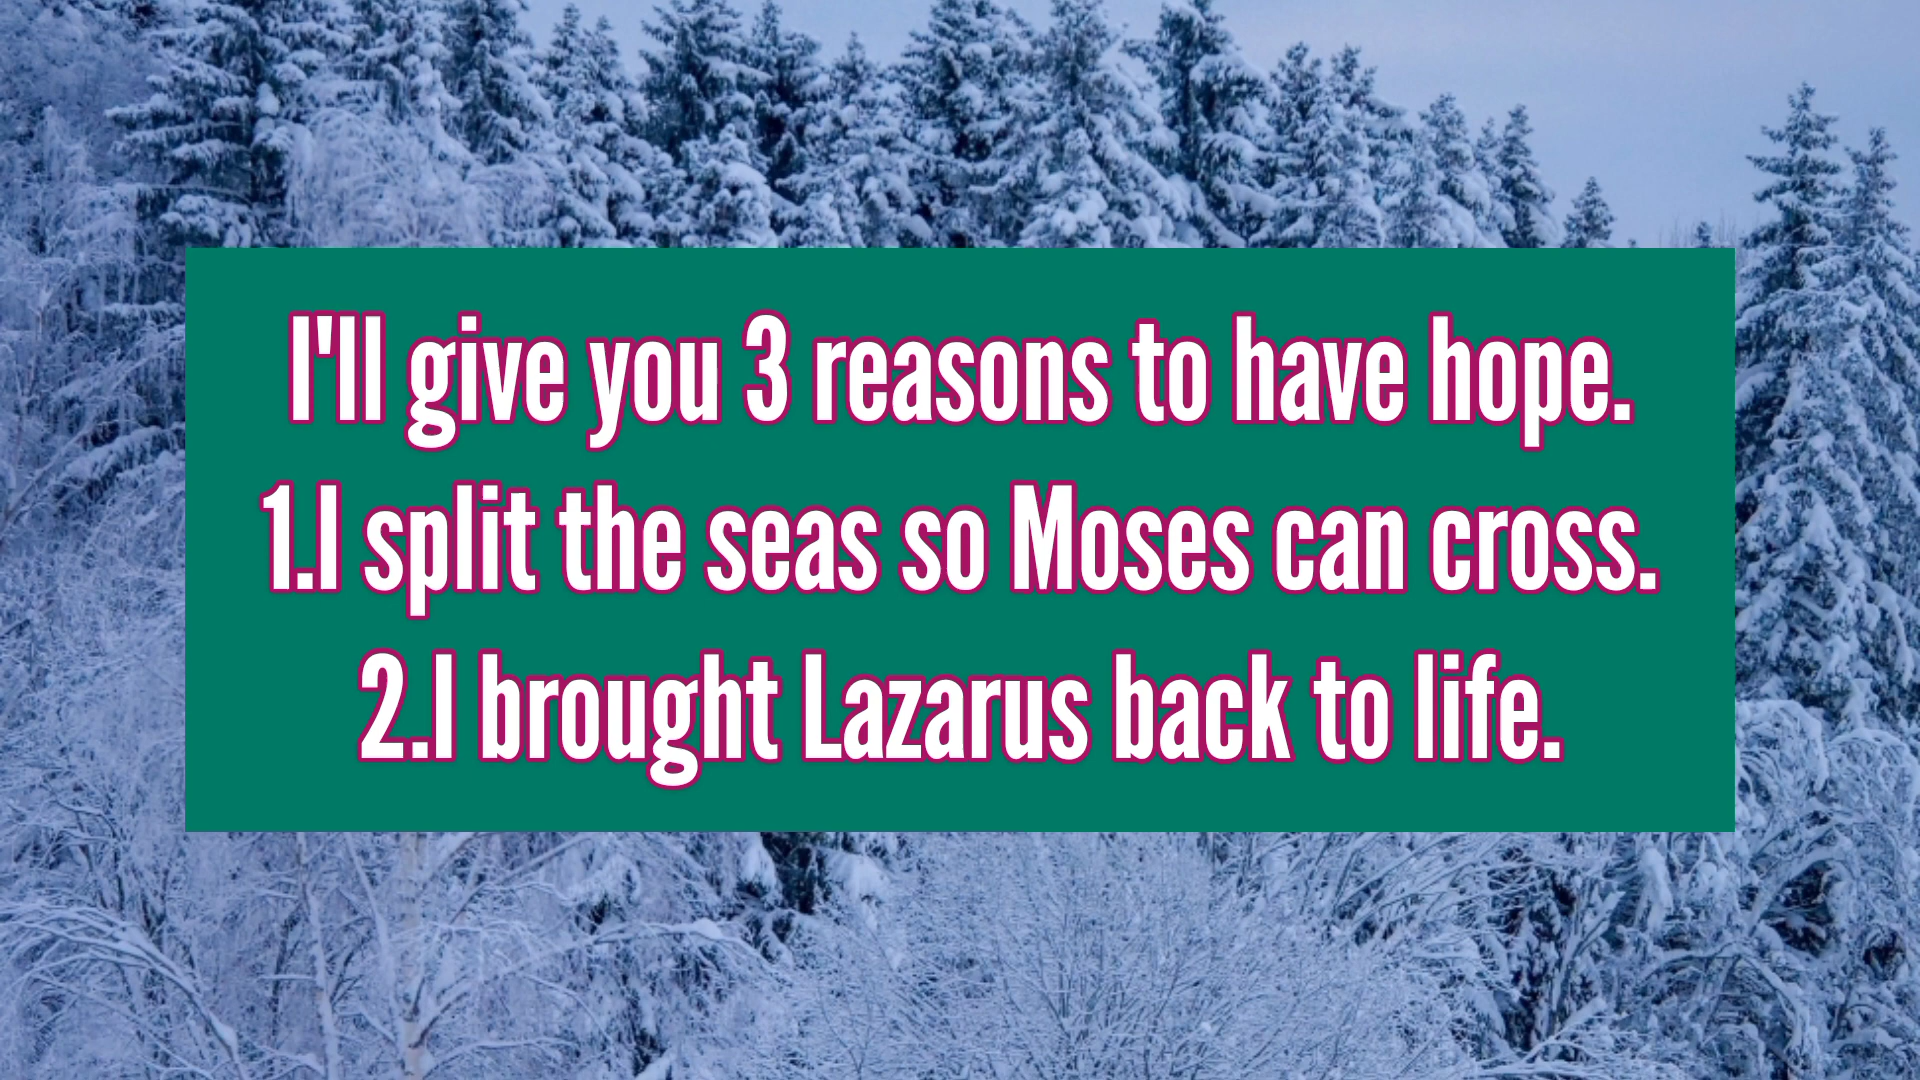 I'll give you 3 reasons to have hope.
1.I split the seas so Moses can cross.
2.I brought Lazarus back to life.